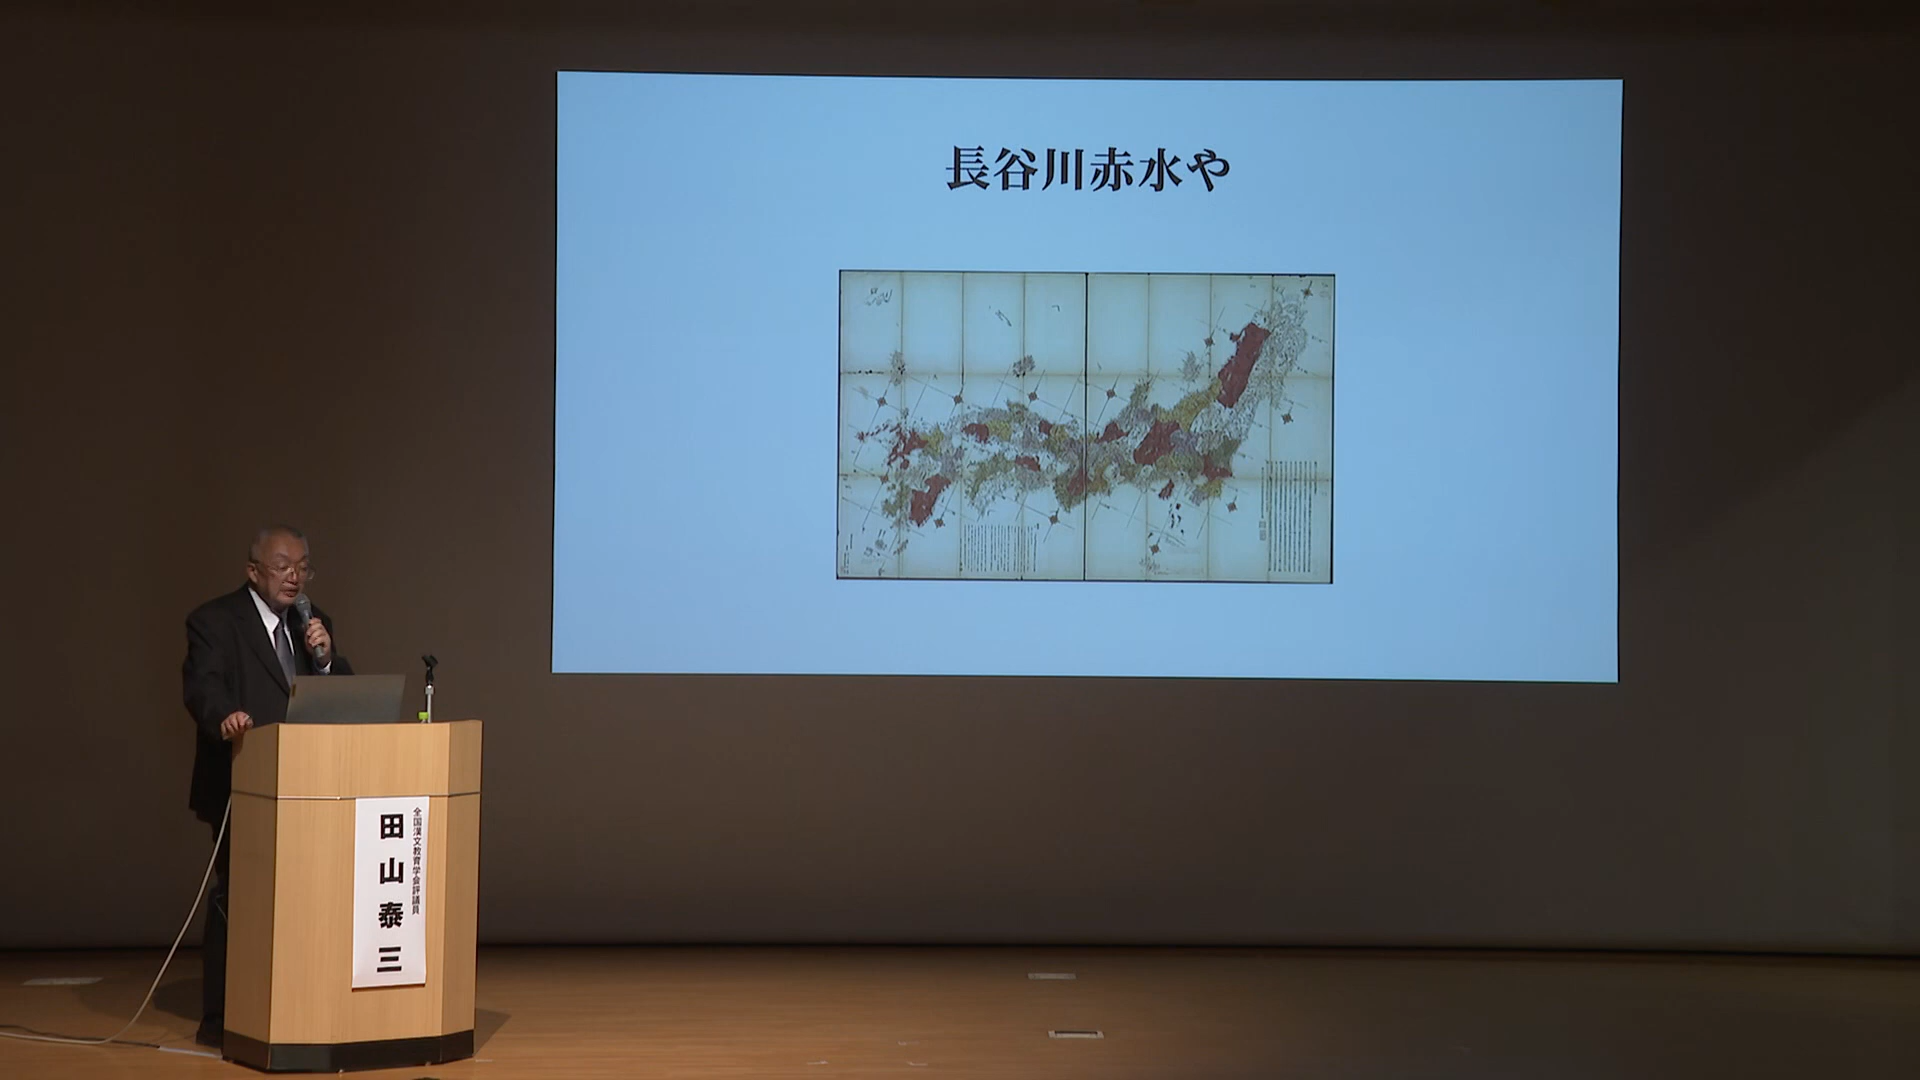 長谷川赤水や
全国漢文教育学会評議員
田山泰三